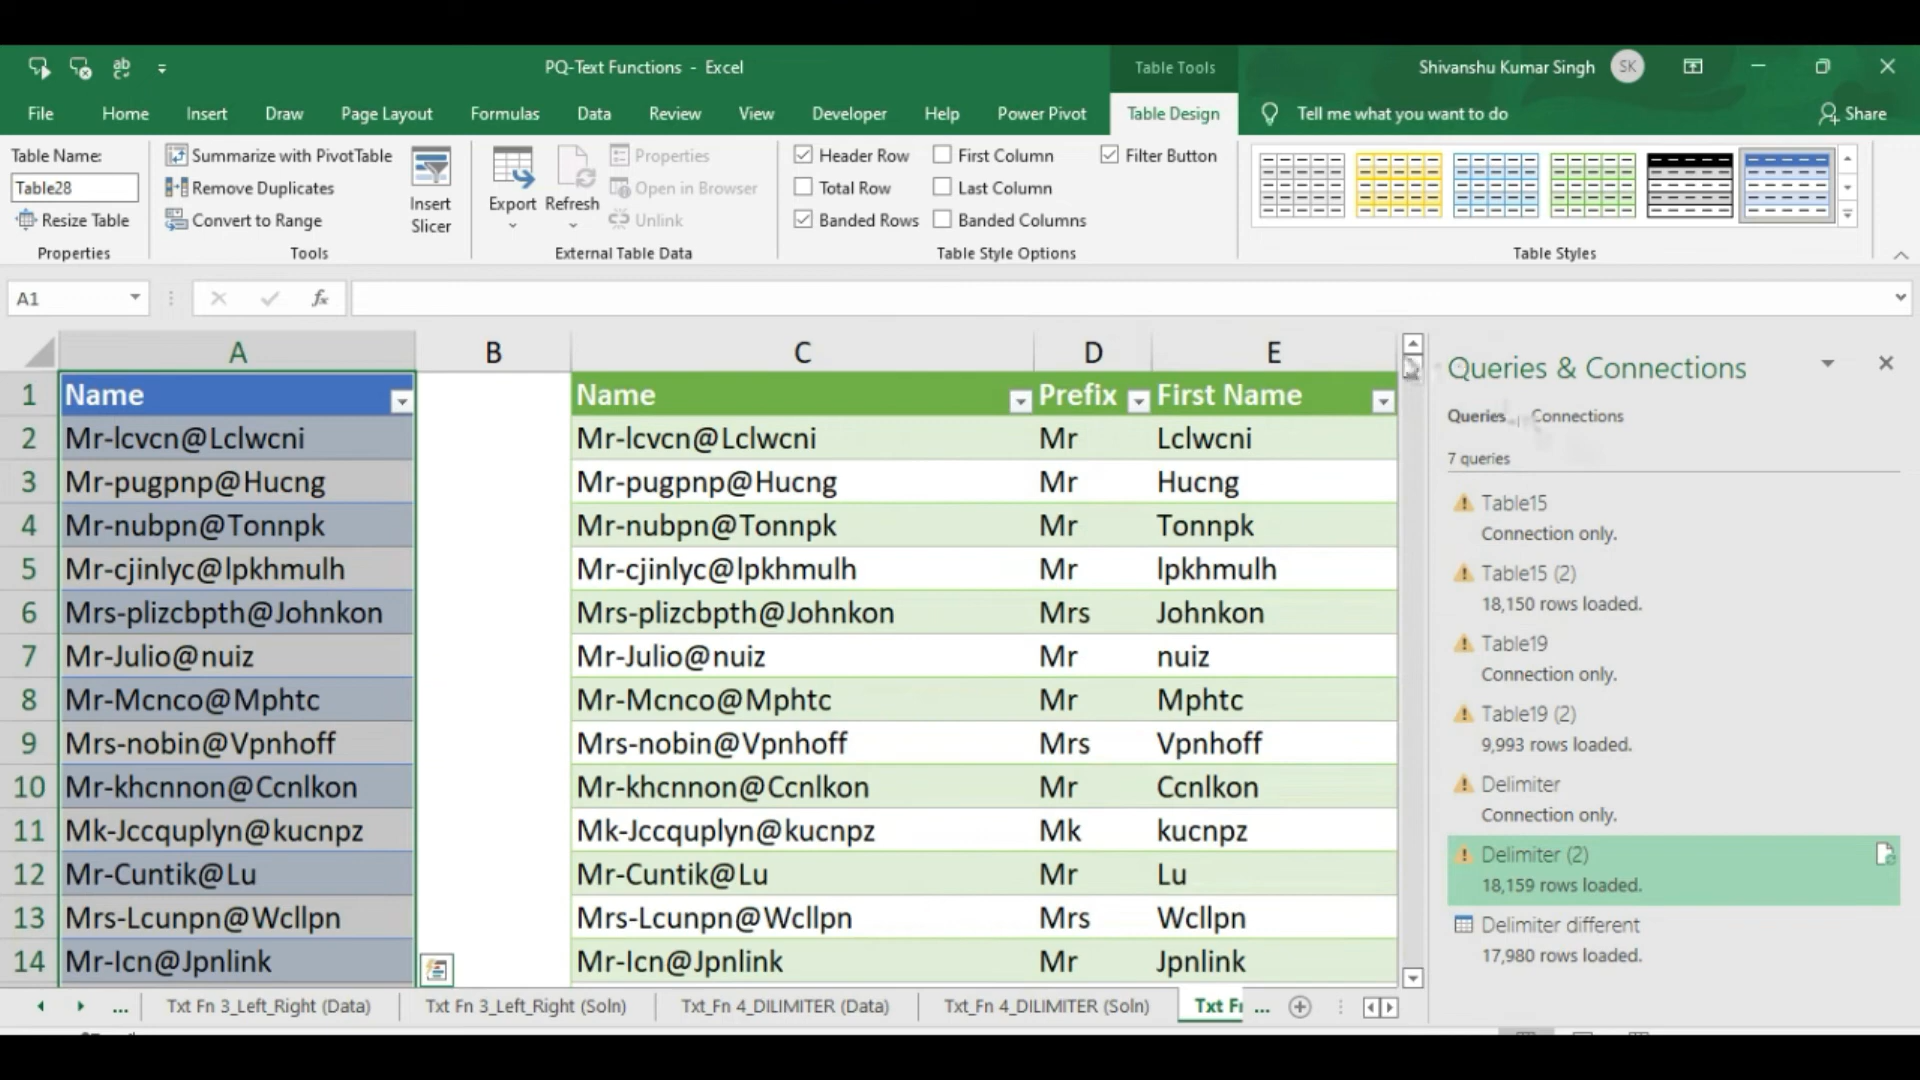 PQ-Text Functions - Excel
Table Tools
Shivanshu Kumar Singh
SK
File Home Insert Draw Page Layout Formulas Data Review View Developer Help Power Pivot Table Design Tell me what you want to do Share
Table Name:
Table28
Resize Table
Properties
Summarize with PivotTable
Remove Duplicates
Convert to Range
Tools
Insert Slicer
Export
Refresh
Properties
Open in Browser
Unlink
External Table Data
Header Row
Total Row
Banded Rows
First Column
Last Column
Banded Columns
Filter Button
Table Style Options
Table Styles
A1
fx
A B C D E
1 Name Name Prefix First Name
2 Mr-lcvcn@Lclwcni Mr-lcvcn@Lclwcni Mr Lclwcni
3 Mr-pugpnp@Hucng Mr-pugpnp@Hucng Mr Hucng
4 Mr-nubpn@Tonnpk Mr-nubpn@Tonnpk Mr Tonnpk
5 Mr-cjinlyc@lpkhmulh Mr-cjinlyc@lpkhmulh Mr lpkhmulh
6 Mrs-plizcbpth@Johnkon Mrs-plizcbpth@Johnkon Mrs Johnkon
7 Mr-Julio@nuiz Mr-Julio@nuiz Mr nuiz
8 Mr-Mcnco@Mphtc Mr-Mcnco@Mphtc Mr Mphtc
9 Mrs-nobin@Vpnhoff Mrs-nobin@Vpnhoff Mrs Vpnhoff
10 Mr-khcnnon@Ccnlkon Mr-khcnnon@Ccnlkon Mr Ccnlkon
11 Mk-Jccquplyn@kucnpz Mk-Jccquplyn@kucnpz Mk kucnpz
12 Mr-Cuntik@Lu Mr-Cuntik@Lu Mr Lu
13 Mrs-Lcunpn@Wcllpn Mrs-Lcunpn@Wcllpn Mrs Wcllpn
14 Mr-Icn@Jpnlink Mr-Icn@Jpnlink Mr Jpnlink
Queries & Connections
Queries Connections
7 queries
Table15
Connection only.
Table15 (2)
18,150 rows loaded.
Table19
Connection only.
Table19 (2)
9,993 rows loaded.
Delimiter
Connection only.
Delimiter (2)
18,159 rows loaded.
Delimiter different
17,980 rows loaded.
... Txt Fn 3_Left_Right (Data) Txt Fn 3_Left_Right (Soln) Txt_Fn 4_DILIMITER (Data) Txt_Fn 4_DILIMITER (Soln) Txt ...